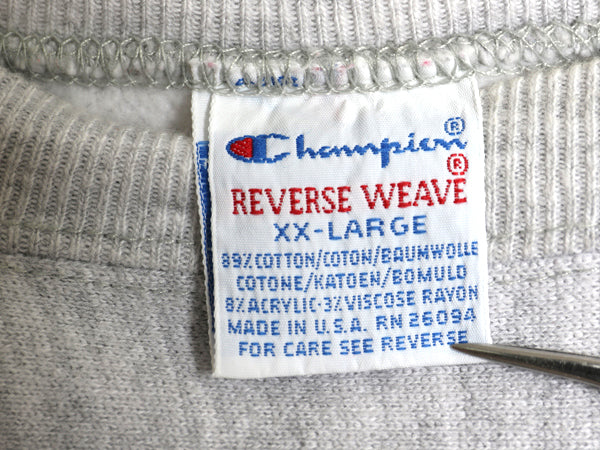 Champion®
REVERSE WEAVE®
XX-LARGE
89% COTTON/COTON/BAUMWOLLE
COTONE/KATOEN/BOMULD
8% ACRYLIC-3% VISCOSE RAYON
MADE IN U.S.A. RN 26094
FOR CARE SEE REVERSE